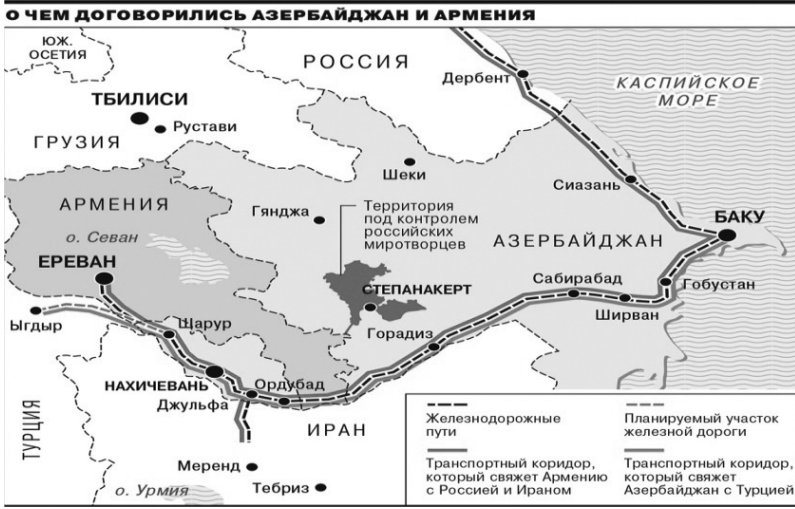 О ЧЕМ ДОГОВОРИЛИСЬ АЗЕРБАЙДЖАН И АРМЕНИЯ
ЮЖ.
ОСЕТИЯ
РОССИЯ
Дербент
КАСПИЙСКОЕ
МОРЕ
ТБИЛИСИ
Рустави
ГРУЗИЯ
Шеки
Сиазань
АРМЕНИЯ
Гянджа
Территория
под контролем
российских
миротворцев
БАКУ
о. Севан
АЗЕРБАЙДЖАН
ЕРЕВАН
СТЕПАНАКЕРТ
Сабирабад
Гобустан
Ширван
Ыгдыр
Щарур
Горадиз
НАХИЧЕВАНЬ
Ордубад
Джульфа
ИРАН
ТУРЦИЯ
Меренд
Тебриз
о. Урмия
Железнодорожные
пути
Планируемый участок
железной дороги
Транспортный коридор,
который свяжет Армению
с Россией и Ираном
Транспортный коридор,
который свяжет
Азербайджан с Турцией